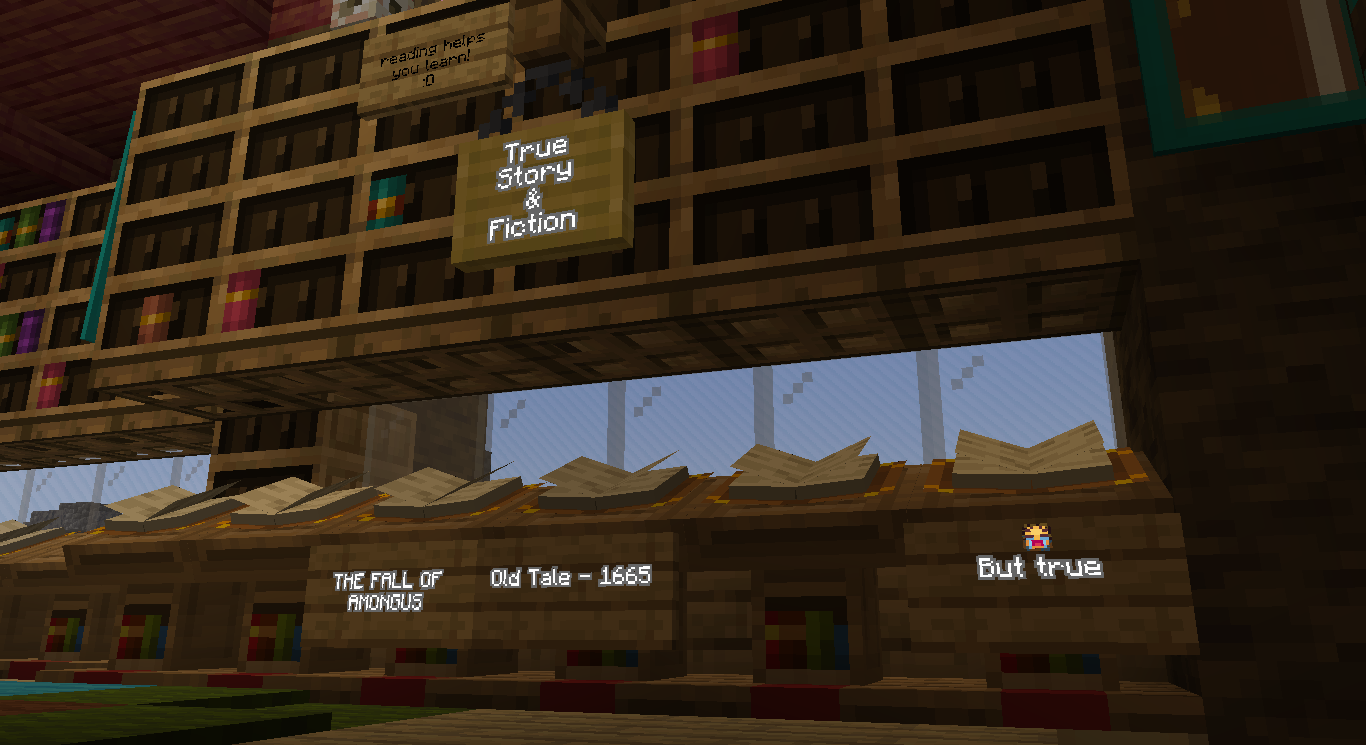 reading helps
you learn!
:D
True
Story
&
Fiction
THE FALL OF
AMONGUS
Old Tale - 1665
But true